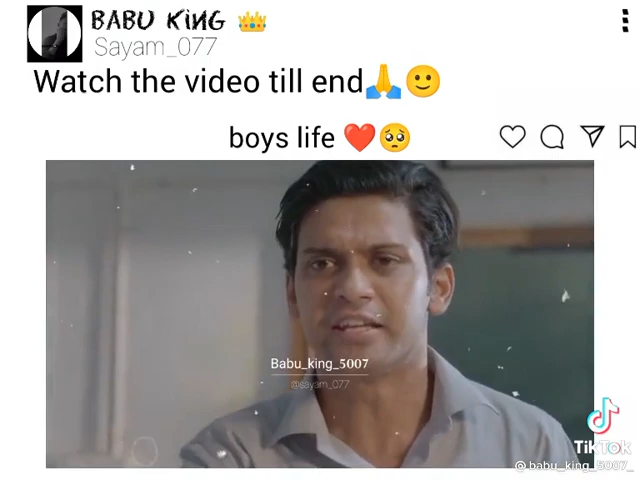 BABU KING 👑
Sayam_077
Watch the video till end🙏🙂
boys life ❤️🥺
Babu_king_5007
@sayam_077
TikTok
@babu_king_5007_